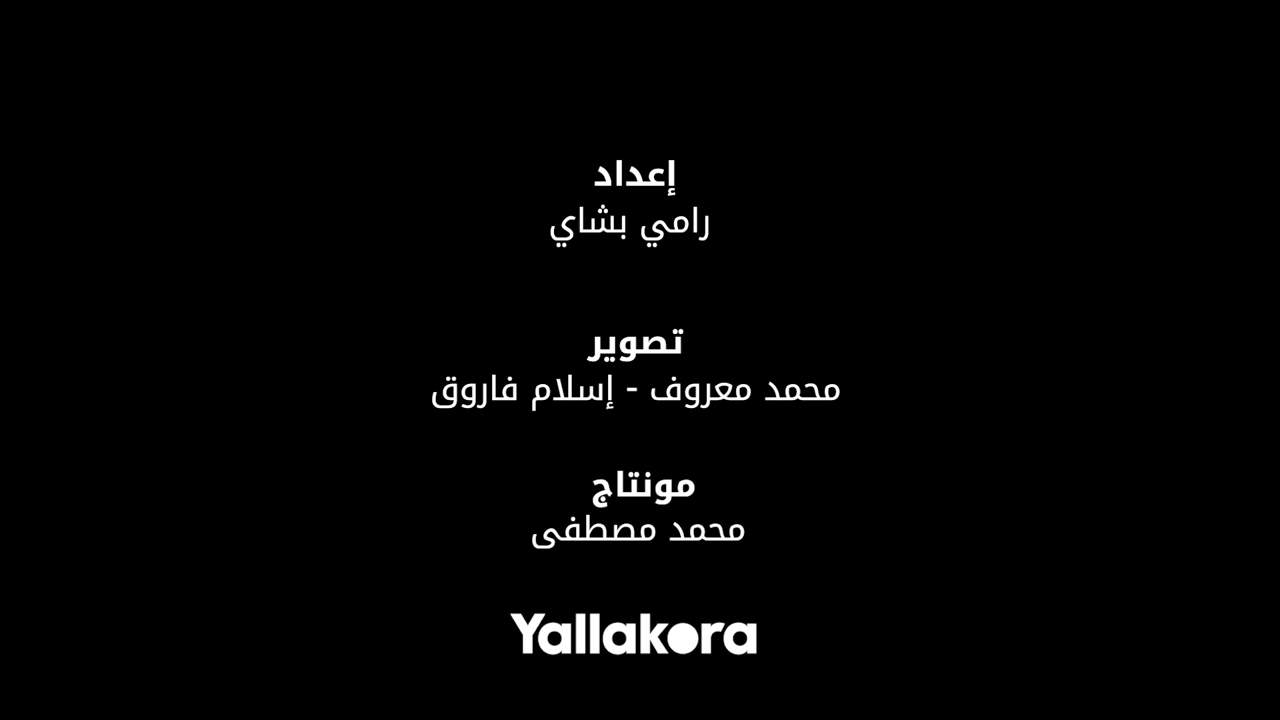 إعداد
رامي بشاي
تصوير
محمد معروف - إسلام فاروق
مونتاج
محمد مصطفى
Yallakora